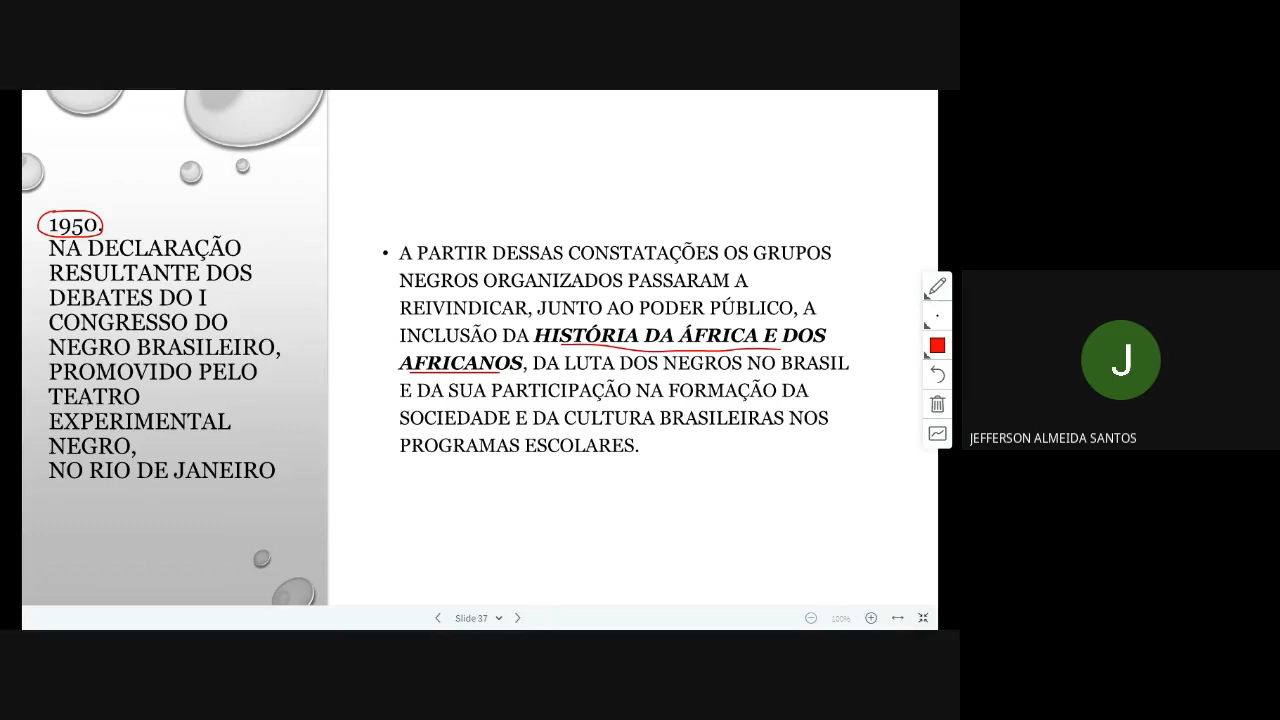 1950.
NA DECLARAÇÃO
RESULTANTE DOS
DEBATES DO I
CONGRESSO DO
NEGRO BRASILEIRO,
PROMOVIDO PELO
TEATRO
EXPERIMENTAL
NEGRO,
NO RIO DE JANEIRO
• A PARTIR DESSAS CONSTATAÇÕES OS GRUPOS
NEGROS ORGANIZADOS PASSARAM A
REIVINDICAR, JUNTO AO PODER PÚBLICO, A
INCLUSÃO DA HISTÓRIA DA ÁFRICA E DOS
AFRICANOS, DA LUTA DOS NEGROS NO BRASIL
E DA SUA PARTICIPAÇÃO NA FORMAÇÃO DA
SOCIEDADE E DA CULTURA BRASILEIRAS NOS
PROGRAMAS ESCOLARES.
Slide 37
100%
J
JEFFERSON ALMEIDA SANTOS